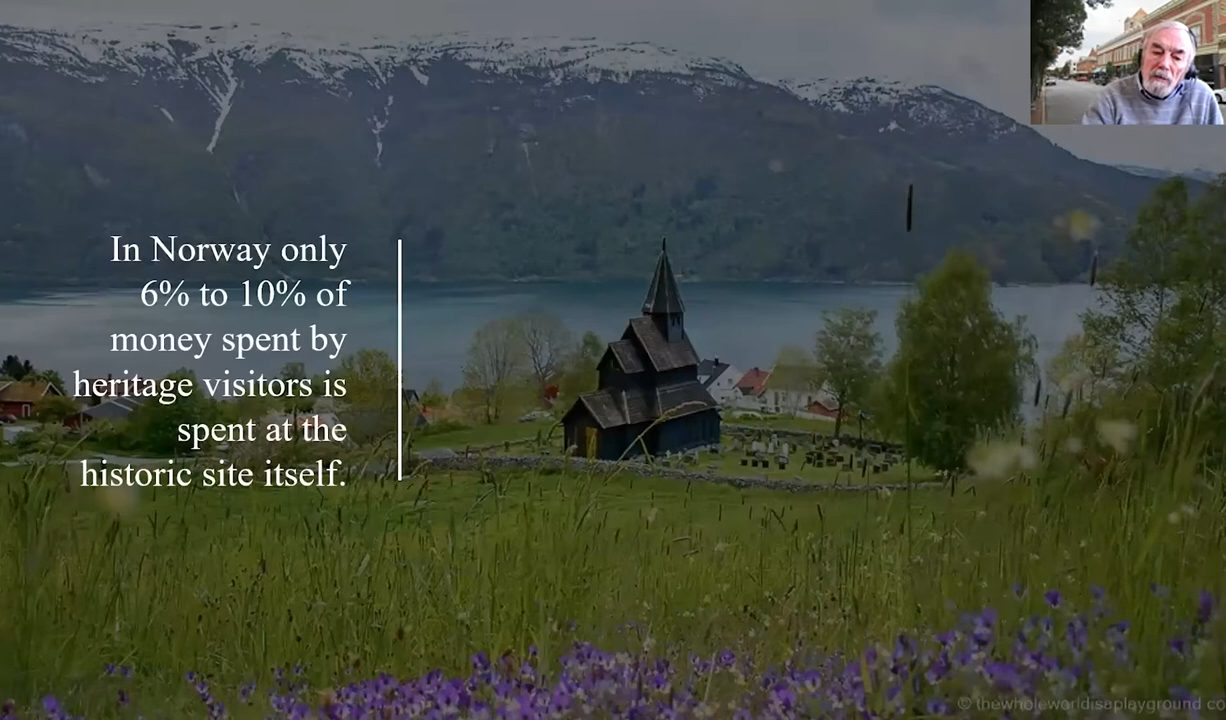 In Norway only
6% to 10% of
money spent by
heritage visitors is
spent at the
historic site itself.
© thewholeworldisaplayground.co